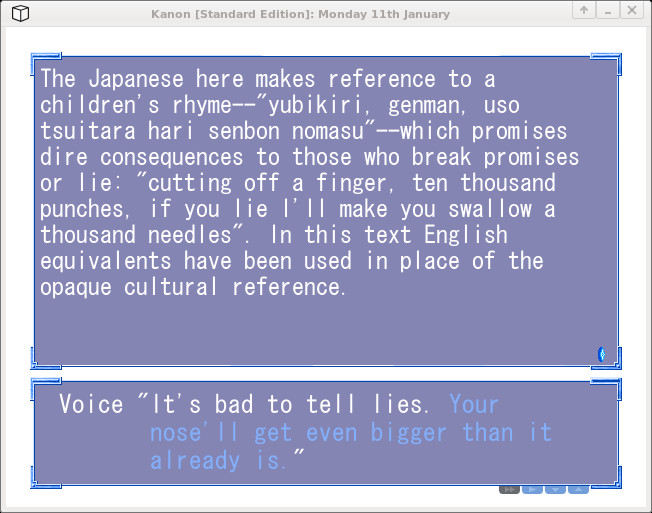 Kanon [Standard Edition]: Monday 11th January
The Japanese here makes reference to a
children's rhyme——"yubikiri, genman, uso
tsuitara hari senbon nomasu"——which promises
dire consequences to those who break promises
or lie: "cutting off a finger, ten thousand
punches, if you lie I'll make you swallow a
thousand needles". In this text English
equivalents have been used in place of the
opaque cultural reference.
Voice "It's bad to tell lies. Your
nose'll get even bigger than it
already is."